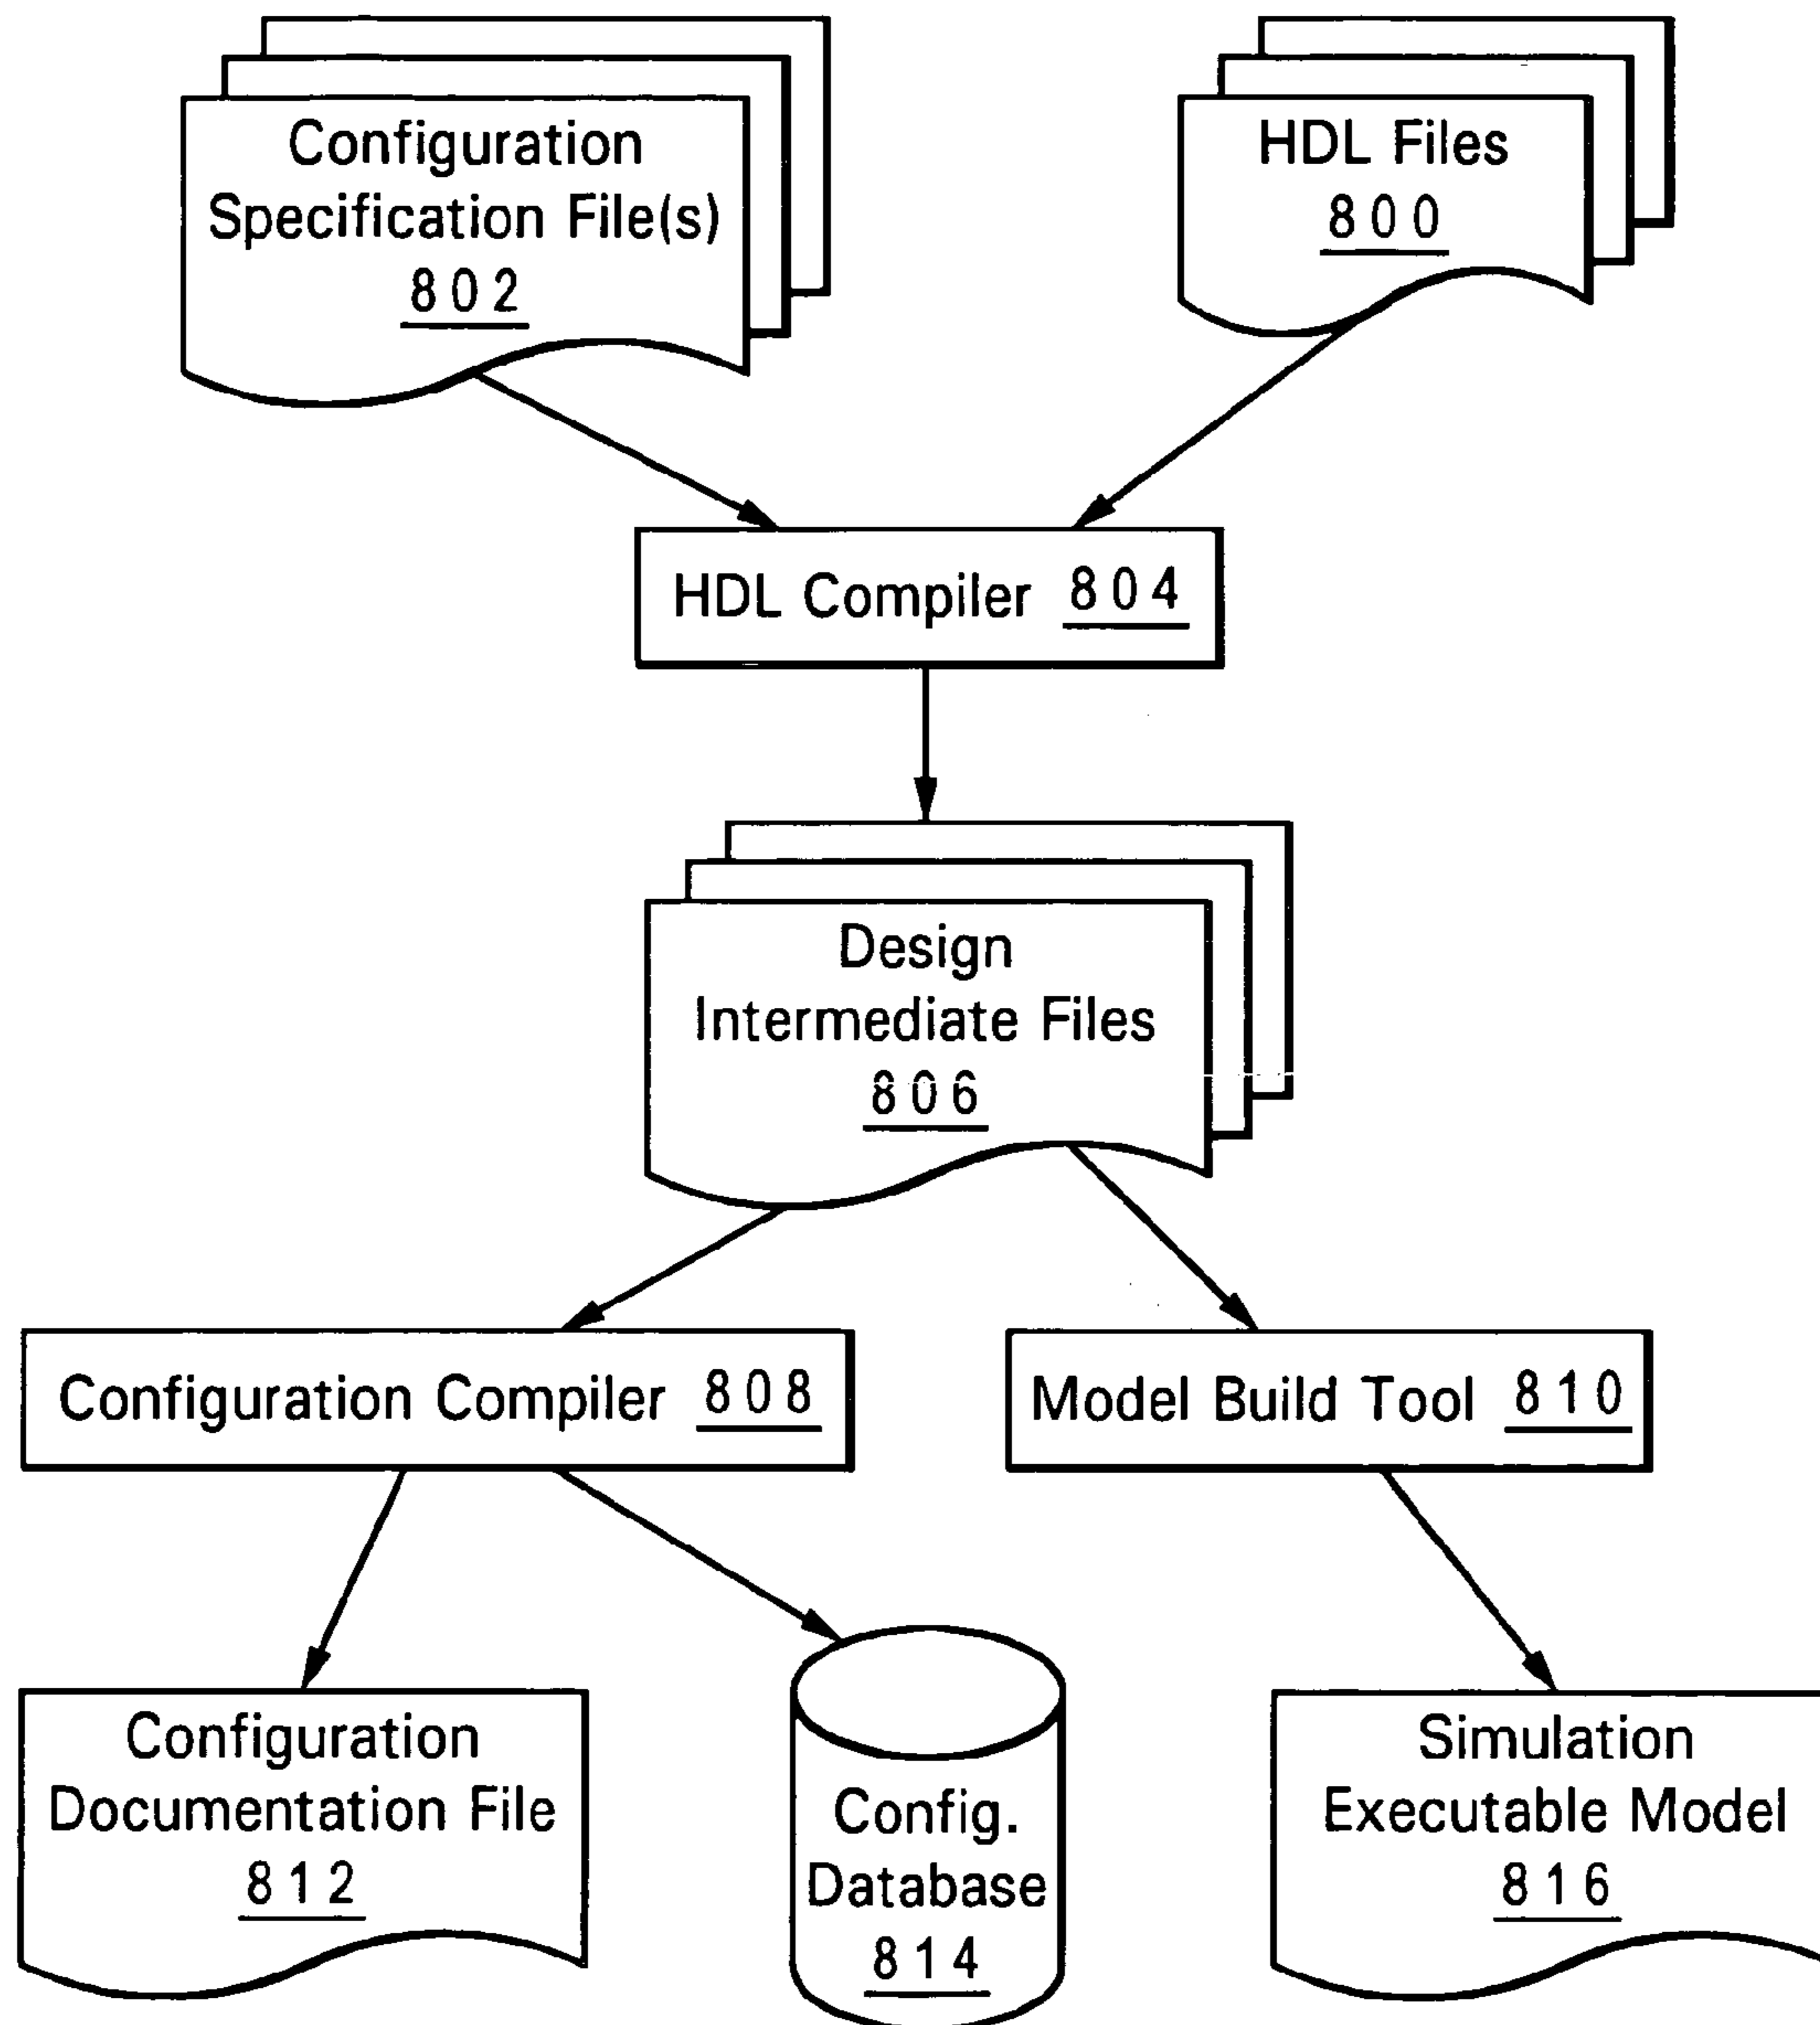 Configuration
Specification File(s)
802
HDL Files
800
HDL Compiler 804
Design
Intermediate Files
806
Configuration Compiler 808
Model Build Tool 810
Configuration
Documentation File
812
Config.
Database
814
Simulation
Executable Model
816